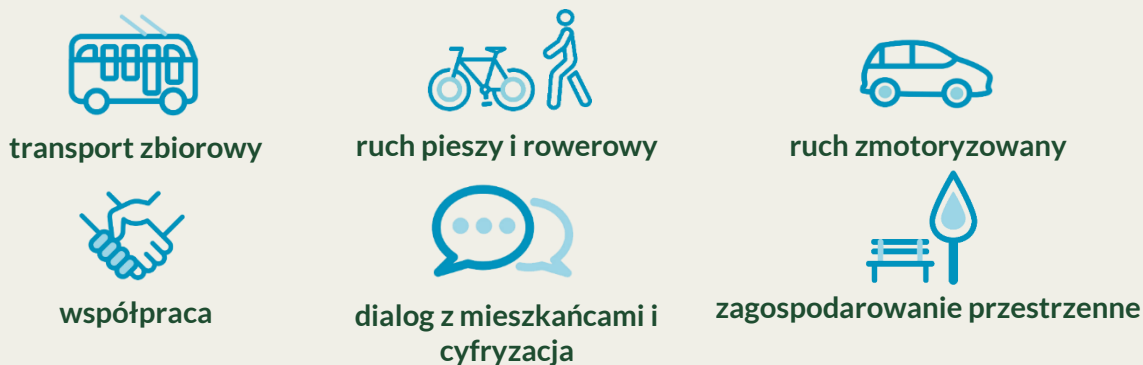 transport zbiorowy
ruch pieszy i rowerowy
ruch zmotoryzowany
współpraca
dialog z mieszkańcami i
cyfryzacja
zagospodarowanie przestrzenne